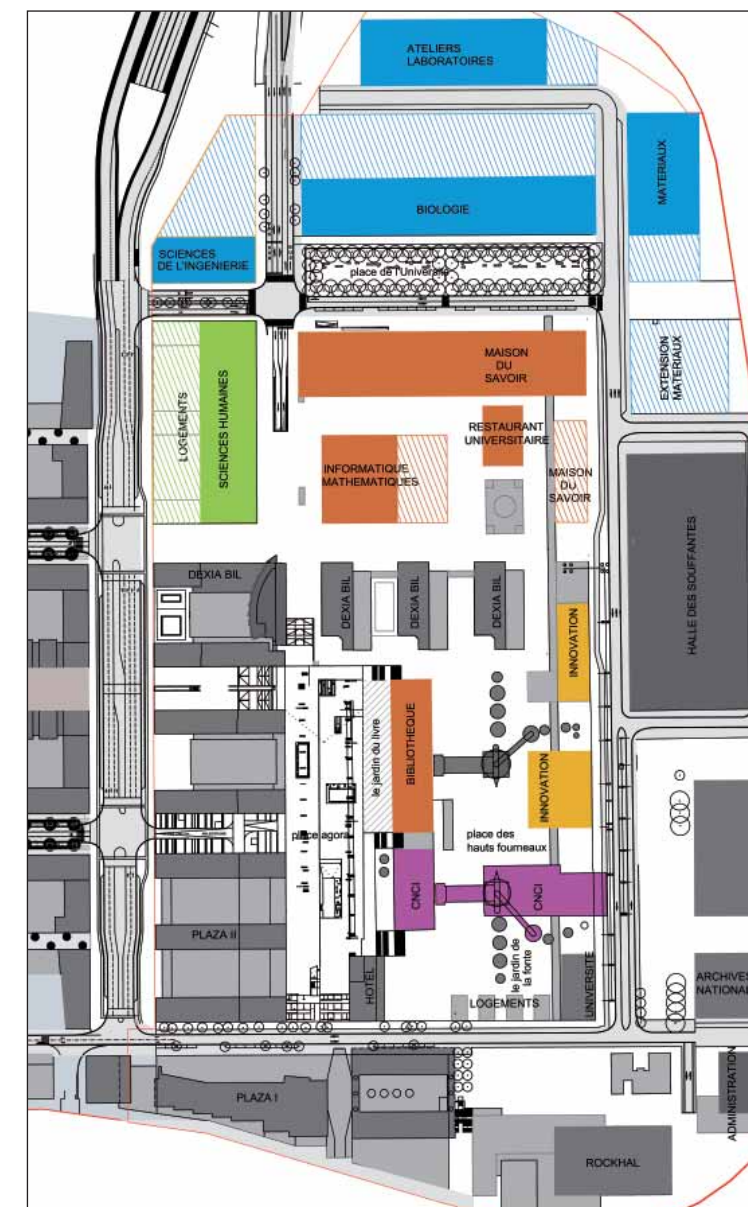 ATELIERS
LABORATOIRES
MATERIAUX
BIOLOGIE
SCIENCES
DE L'INGENIERIE
place de l'Université
LOGEMENTS
SCIENCES HUMAINES
MAISON
DU
SAVOIR
EXTENSION
MATERIAUX
RESTAURANT
UNIVERSITAIRE
INFORMATIQUE
MATHEMATIQUES
MAISON
DU
SAVOIR
HALLE DES SOUFFANTES
DEXIA BIL
DEXIA BIL
DEXIA BIL
DEXIA BIL
INNOVATION
le jardin du livre
BIBLIOTHEQUE
INNOVATION
place agora
place des
hauts fourneaux
CNCI
CNCI
PLAZA II
HOTEL
le jardin de
la fonte
LOGEMENTS
UNIVERSITE
ARCHIVES
NATIONAL
PLAZA I
ADMINISTRATION
ROCKHAL